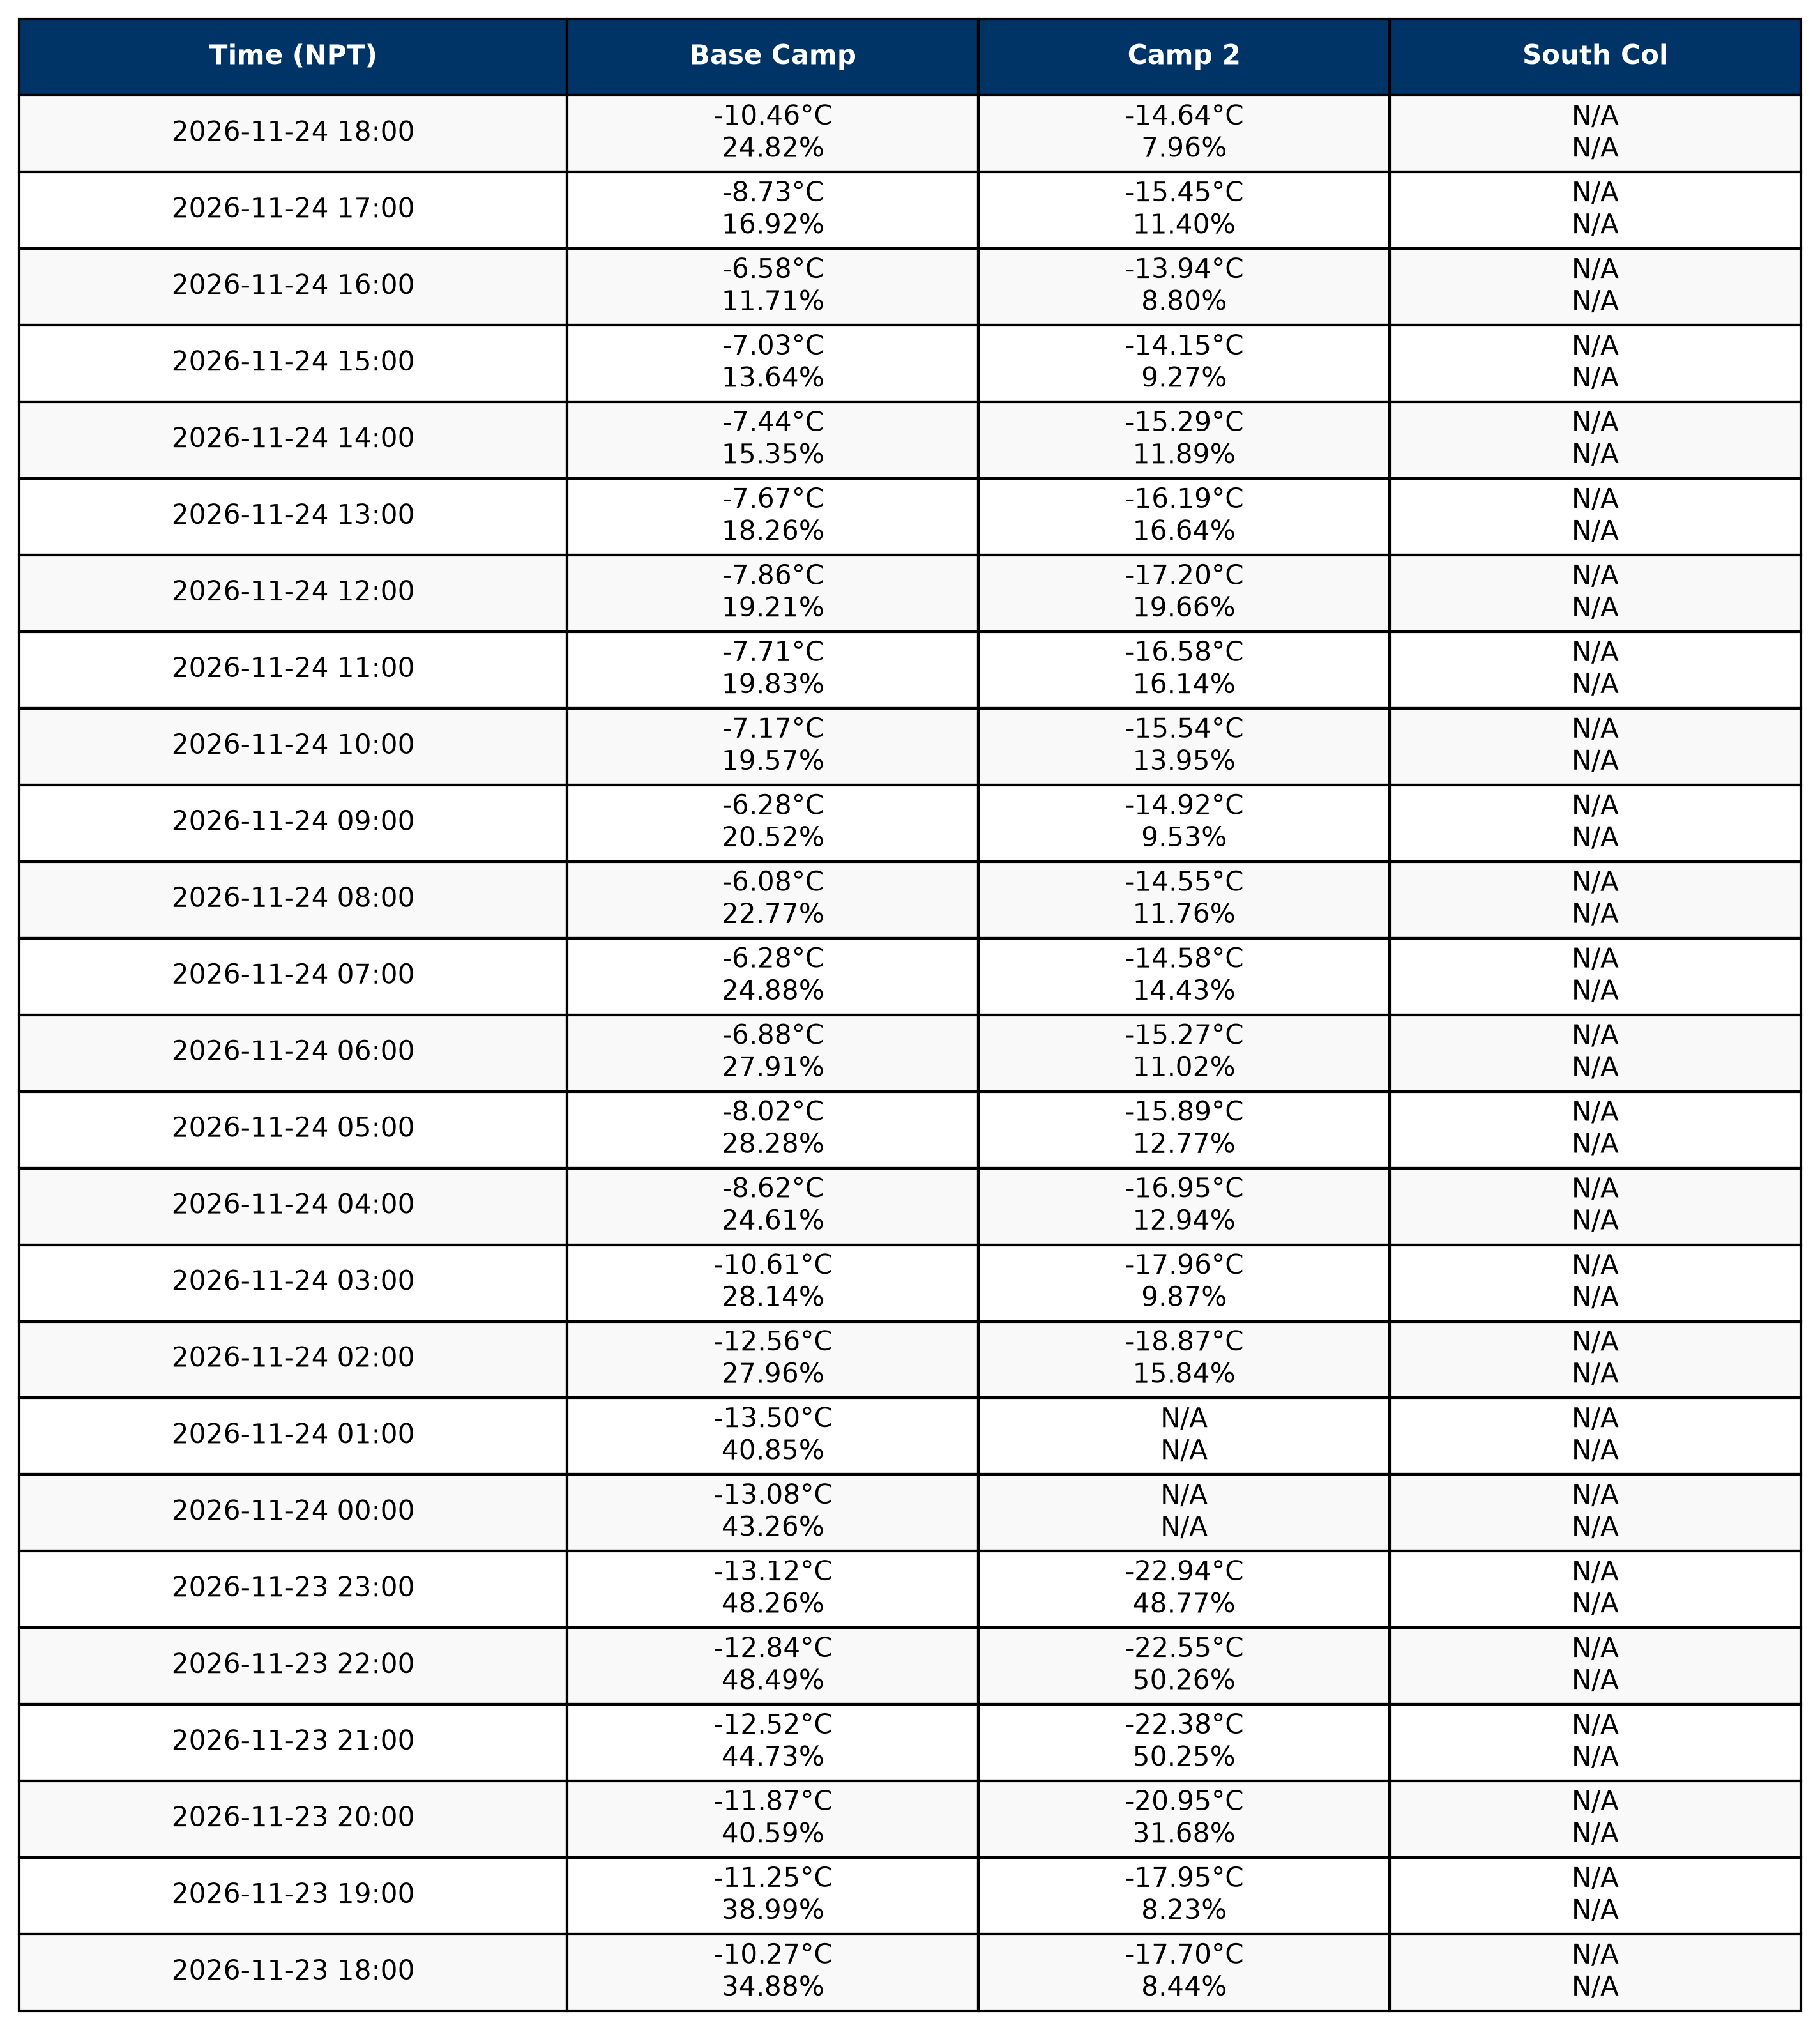 Time (NPT) Base Camp Camp 2 South Col
2026-11-24 18:00 -10.46°C -14.64°C N/A
24.82% 7.96% N/A
2026-11-24 17:00 -8.73°C -15.45°C N/A
16.92% 11.40% N/A
2026-11-24 16:00 -6.58°C -13.94°C N/A
11.71% 8.80% N/A
2026-11-24 15:00 -7.03°C -14.15°C N/A
13.64% 9.27% N/A
2026-11-24 14:00 -7.44°C -15.29°C N/A
15.35% 11.89% N/A
2026-11-24 13:00 -7.67°C -16.19°C N/A
18.26% 16.64% N/A
2026-11-24 12:00 -7.86°C -17.20°C N/A
19.21% 19.66% N/A
2026-11-24 11:00 -7.71°C -16.58°C N/A
19.83% 16.14% N/A
2026-11-24 10:00 -7.17°C -15.54°C N/A
19.57% 13.95% N/A
2026-11-24 09:00 -6.28°C -14.92°C N/A
20.52% 9.53% N/A
2026-11-24 08:00 -6.08°C -14.55°C N/A
22.77% 11.76% N/A
2026-11-24 07:00 -6.28°C -14.58°C N/A
24.88% 14.43% N/A
2026-11-24 06:00 -6.88°C -15.27°C N/A
27.91% 11.02% N/A
2026-11-24 05:00 -8.02°C -15.89°C N/A
28.28% 12.77% N/A
2026-11-24 04:00 -8.62°C -16.95°C N/A
24.61% 12.94% N/A
2026-11-24 03:00 -10.61°C -17.96°C N/A
28.14% 9.87% N/A
2026-11-24 02:00 -12.56°C -18.87°C N/A
27.96% 15.84% N/A
2026-11-24 01:00 -13.50°C N/A N/A
40.85% N/A N/A
2026-11-24 00:00 -13.08°C N/A N/A
43.26% N/A N/A
2026-11-23 23:00 -13.12°C -22.94°C N/A
48.26% 48.77% N/A
2026-11-23 22:00 -12.84°C -22.55°C N/A
48.49% 50.26% N/A
2026-11-23 21:00 -12.52°C -22.38°C N/A
44.73% 50.25% N/A
2026-11-23 20:00 -11.87°C -20.95°C N/A
40.59% 31.68% N/A
2026-11-23 19:00 -11.25°C -17.95°C N/A
38.99% 8.23% N/A
2026-11-23 18:00 -10.27°C -17.70°C N/A
34.88% 8.44% N/A